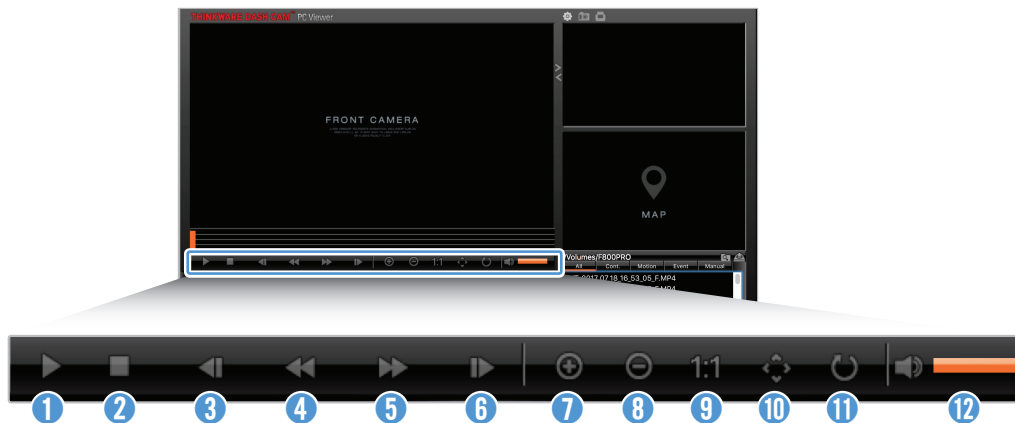 THINKWARE DASH CAM™ PC Viewer
FRONT CAMERA
MAP
1:1
/Volumes/F800PRO
All Cont. Motion Event Manual
2017 07 18 16_53_05_F.MP4
1:1
1 2 3 4 5 6 7 8 9 10 11 12